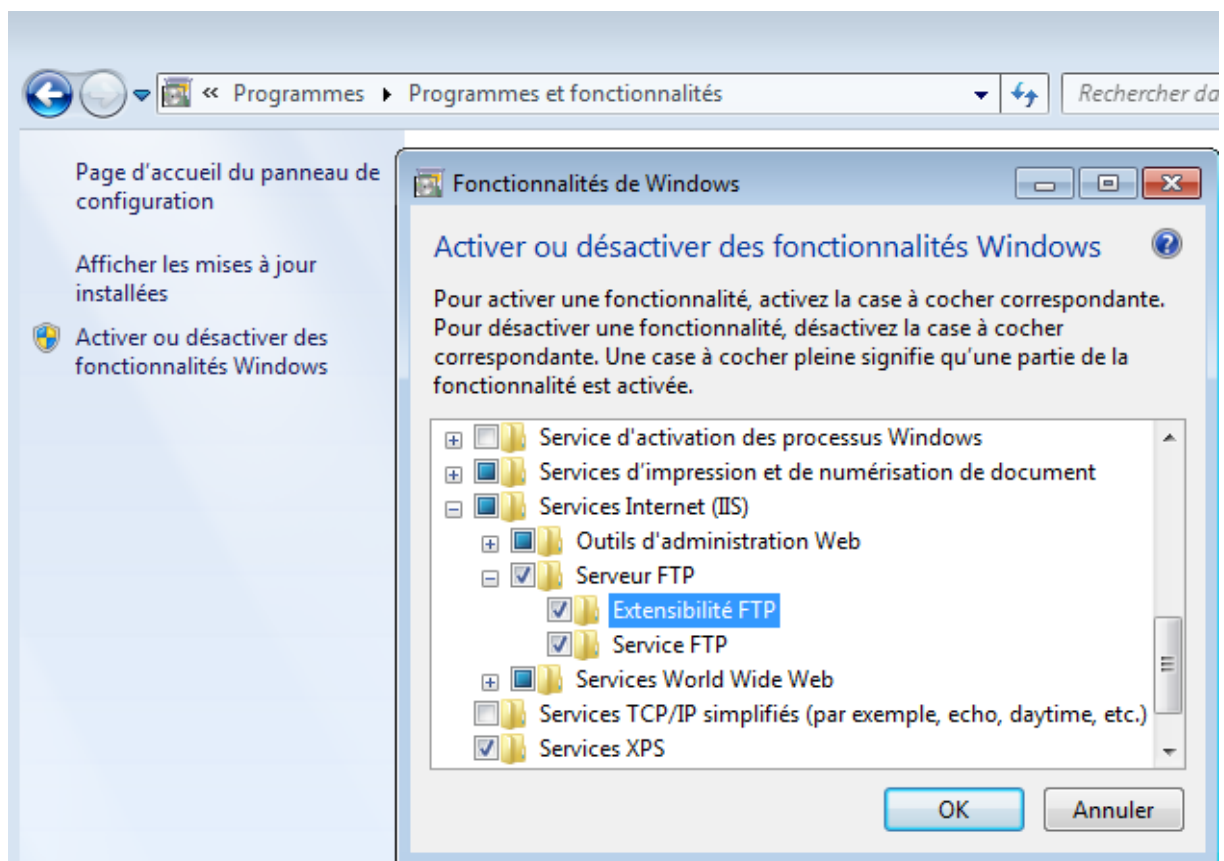 « Programmes ▸ Programmes et fonctionnalités
Rechercher da
Page d'accueil du panneau de
configuration
Afficher les mises à jour
installées
Activer ou désactiver des
fonctionnalités Windows
Fonctionnalités de Windows
Activer ou désactiver des fonctionnalités Windows
Pour activer une fonctionnalité, activez la case à cocher correspondante.
Pour désactiver une fonctionnalité, désactivez la case à cocher
correspondante. Une case à cocher pleine signifie qu'une partie de la
fonctionnalité est activée.
Service d'activation des processus Windows
Services d'impression et de numérisation de document
Services Internet (IIS)
Outils d'administration Web
Serveur FTP
Extensibilité FTP
Service FTP
Services World Wide Web
Services TCP/IP simplifiés (par exemple, echo, daytime, etc.)
Services XPS
OK
Annuler